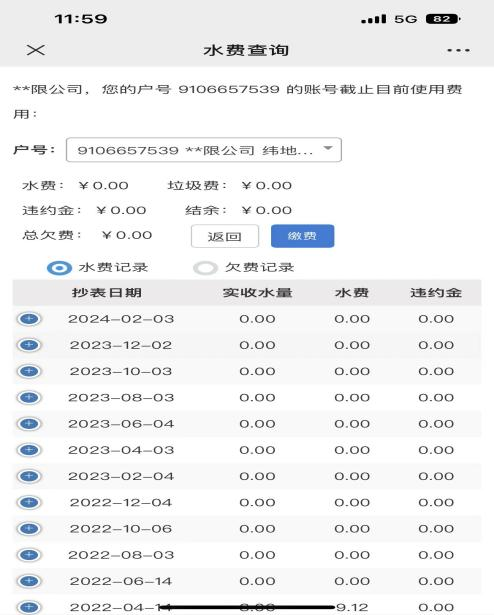 11:59 5G 82
水费查询
**限公司，您的户号 9106657539 的账号截止目前使用费
用：
户号： 9106657539 **限公司 纬地...
水费：￥0.00 垃圾费：￥0.00
违约金：￥0.00 结余：￥0.00
总欠费：￥0.00 返回 缴费
水费记录 欠费记录
抄表日期 实收水量 水费 违约金
2024-02-03 0.00 0.00 0.00
2023-12-02 0.00 0.00 0.00
2023-10-03 0.00 0.00 0.00
2023-08-03 0.00 0.00 0.00
2023-06-04 0.00 0.00 0.00
2023-04-03 0.00 0.00 0.00
2023-02-04 0.00 0.00 0.00
2022-12-04 0.00 0.00 0.00
2022-10-06 0.00 0.00 0.00
2022-08-03 0.00 0.00 0.00
2022-06-14 0.00 0.00 0.00
9.12 0.00